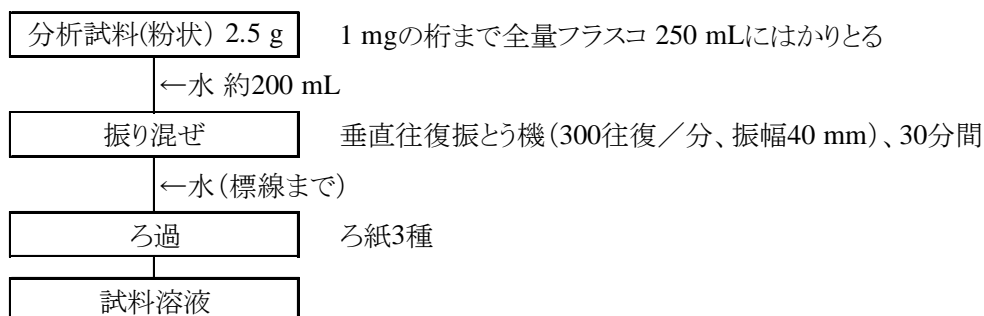 分析試料(粉状) 2.5 g 1 mgの桁まで全量フラスコ 250 mLにはかりとる
←水 約200 mL
振り混ぜ 垂直往復振とう機(300往復/分、振幅40 mm)、30分間
←水(標線まで)
ろ過 ろ紙3種
試料溶液